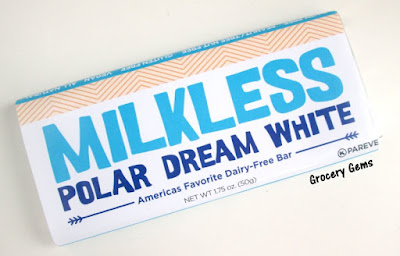 MILKLESS
POLAR DREAM WHITE
Americas Favorite Dairy-Free Bar
NET WT 1.75 oz. (50g)
PAREVE
Grocery Gems